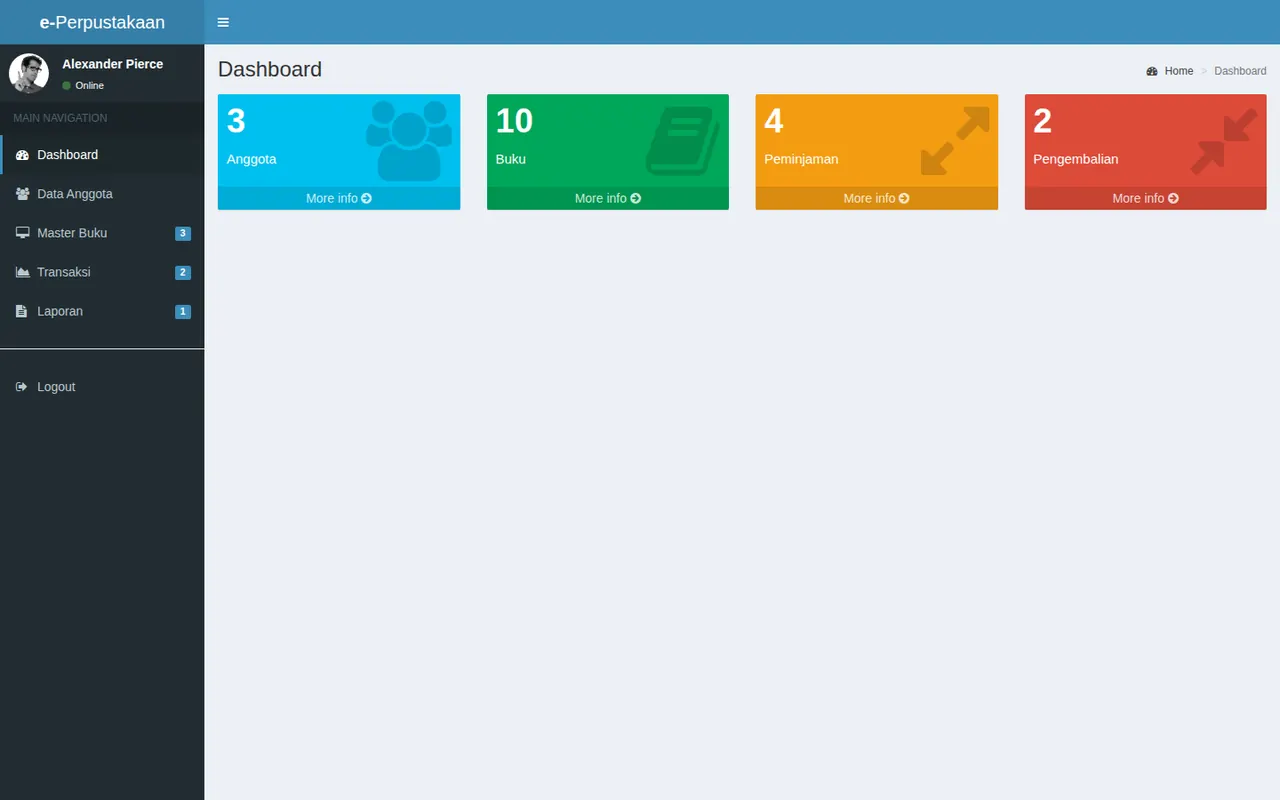 e-Perpustakaan
Alexander Pierce
Online
MAIN NAVIGATION
Dashboard
Data Anggota
Master Buku 3
Transaksi 2
Laporan 1
Logout
Dashboard
Home > Dashboard
3
Anggota
More info
10
Buku
More info
4
Peminjaman
More info
2
Pengembalian
More info